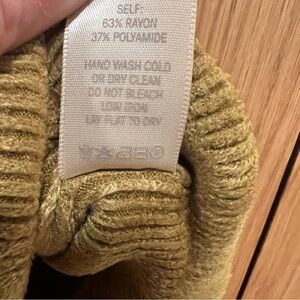 SELF:
63% RAYON
37% POLYAMIDE
HAND WASH COLD
OR DRY CLEAN
DO NOT BLEACH
LOW IRON
LAY FLAT TO DRY